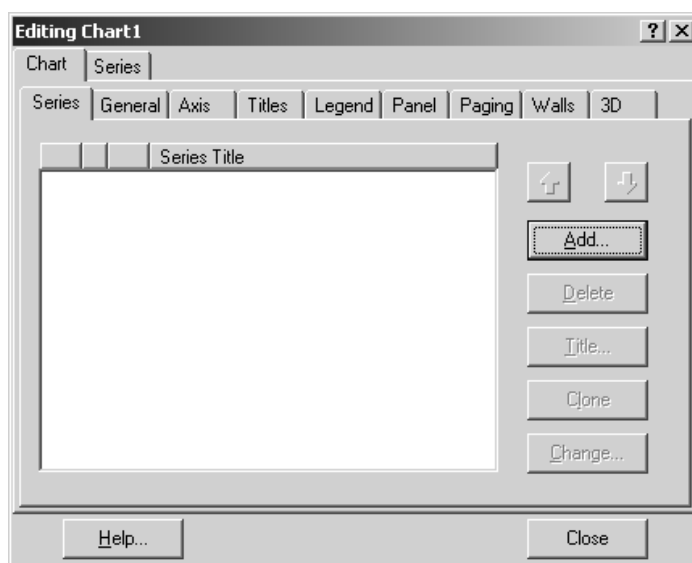 Editing Chart1
Chart Series
Series General Axis Titles Legend Panel Paging Walls 3D
Series Title
Add...
Delete
Title...
Clone
Change...
Help... Close